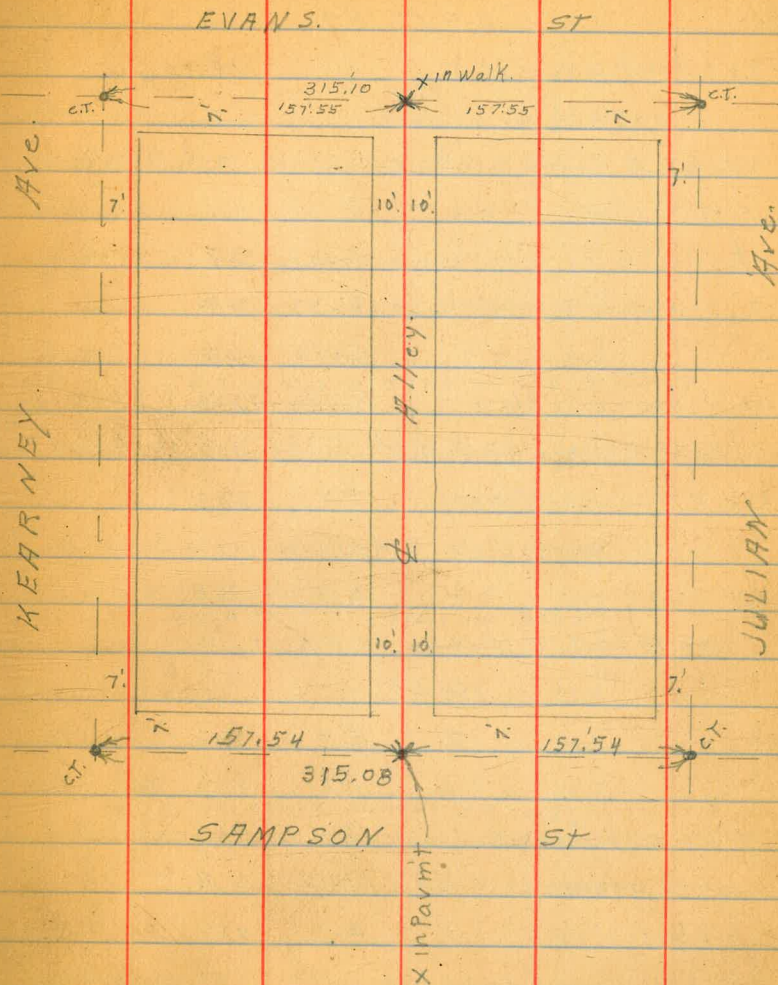 EVANS. ST
x in Walk.
C.T. 315.10 C.T.
157.55 157.55
7'. 7'.
Ave.
7'.
7' 10'. 10'.
Ave.
Alley.
KEARNEY
℄
JULIAN
10'. 10'.
7'. 7'.
7'. 7'.
157.54 157.54
C.T. C.T.
315.08
SAMPSON ST
x in Pavmt